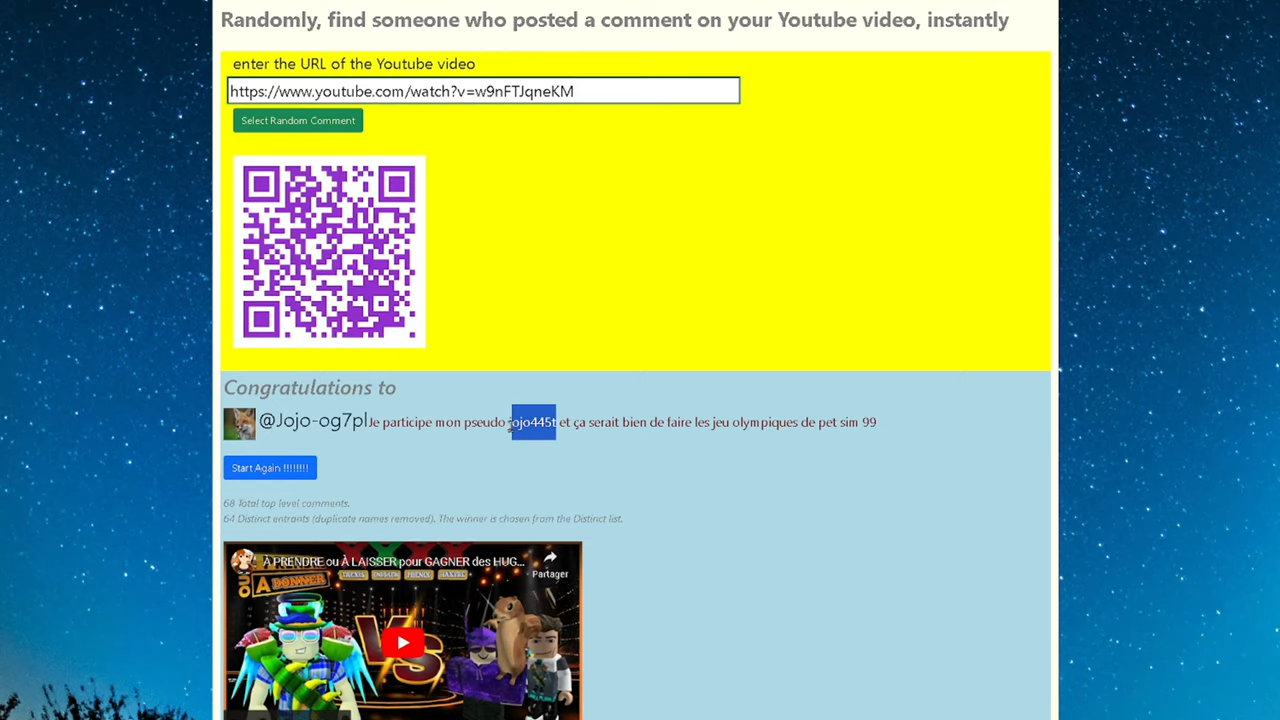 Randomly, find someone who posted a comment on your Youtube video, instantly
enter the URL of the Youtube video
https://www.youtube.com/watch?v=w9nFTJqneKM
Select Random Comment
Congratulations to
@Jojo-og7pl Je participe mon pseudo jojo445t et ça serait bien de faire les jeu olympiques de pet sim 99
Start Again !!!!!!!!
68 Total top level comments.
64 Distinct entrants (duplicate names removed). The winner is chosen from the Distinct list.
À PRENDRE ou À LAISSER pour GAGNER des HUG...
Partager
OU
A DONNER
VS